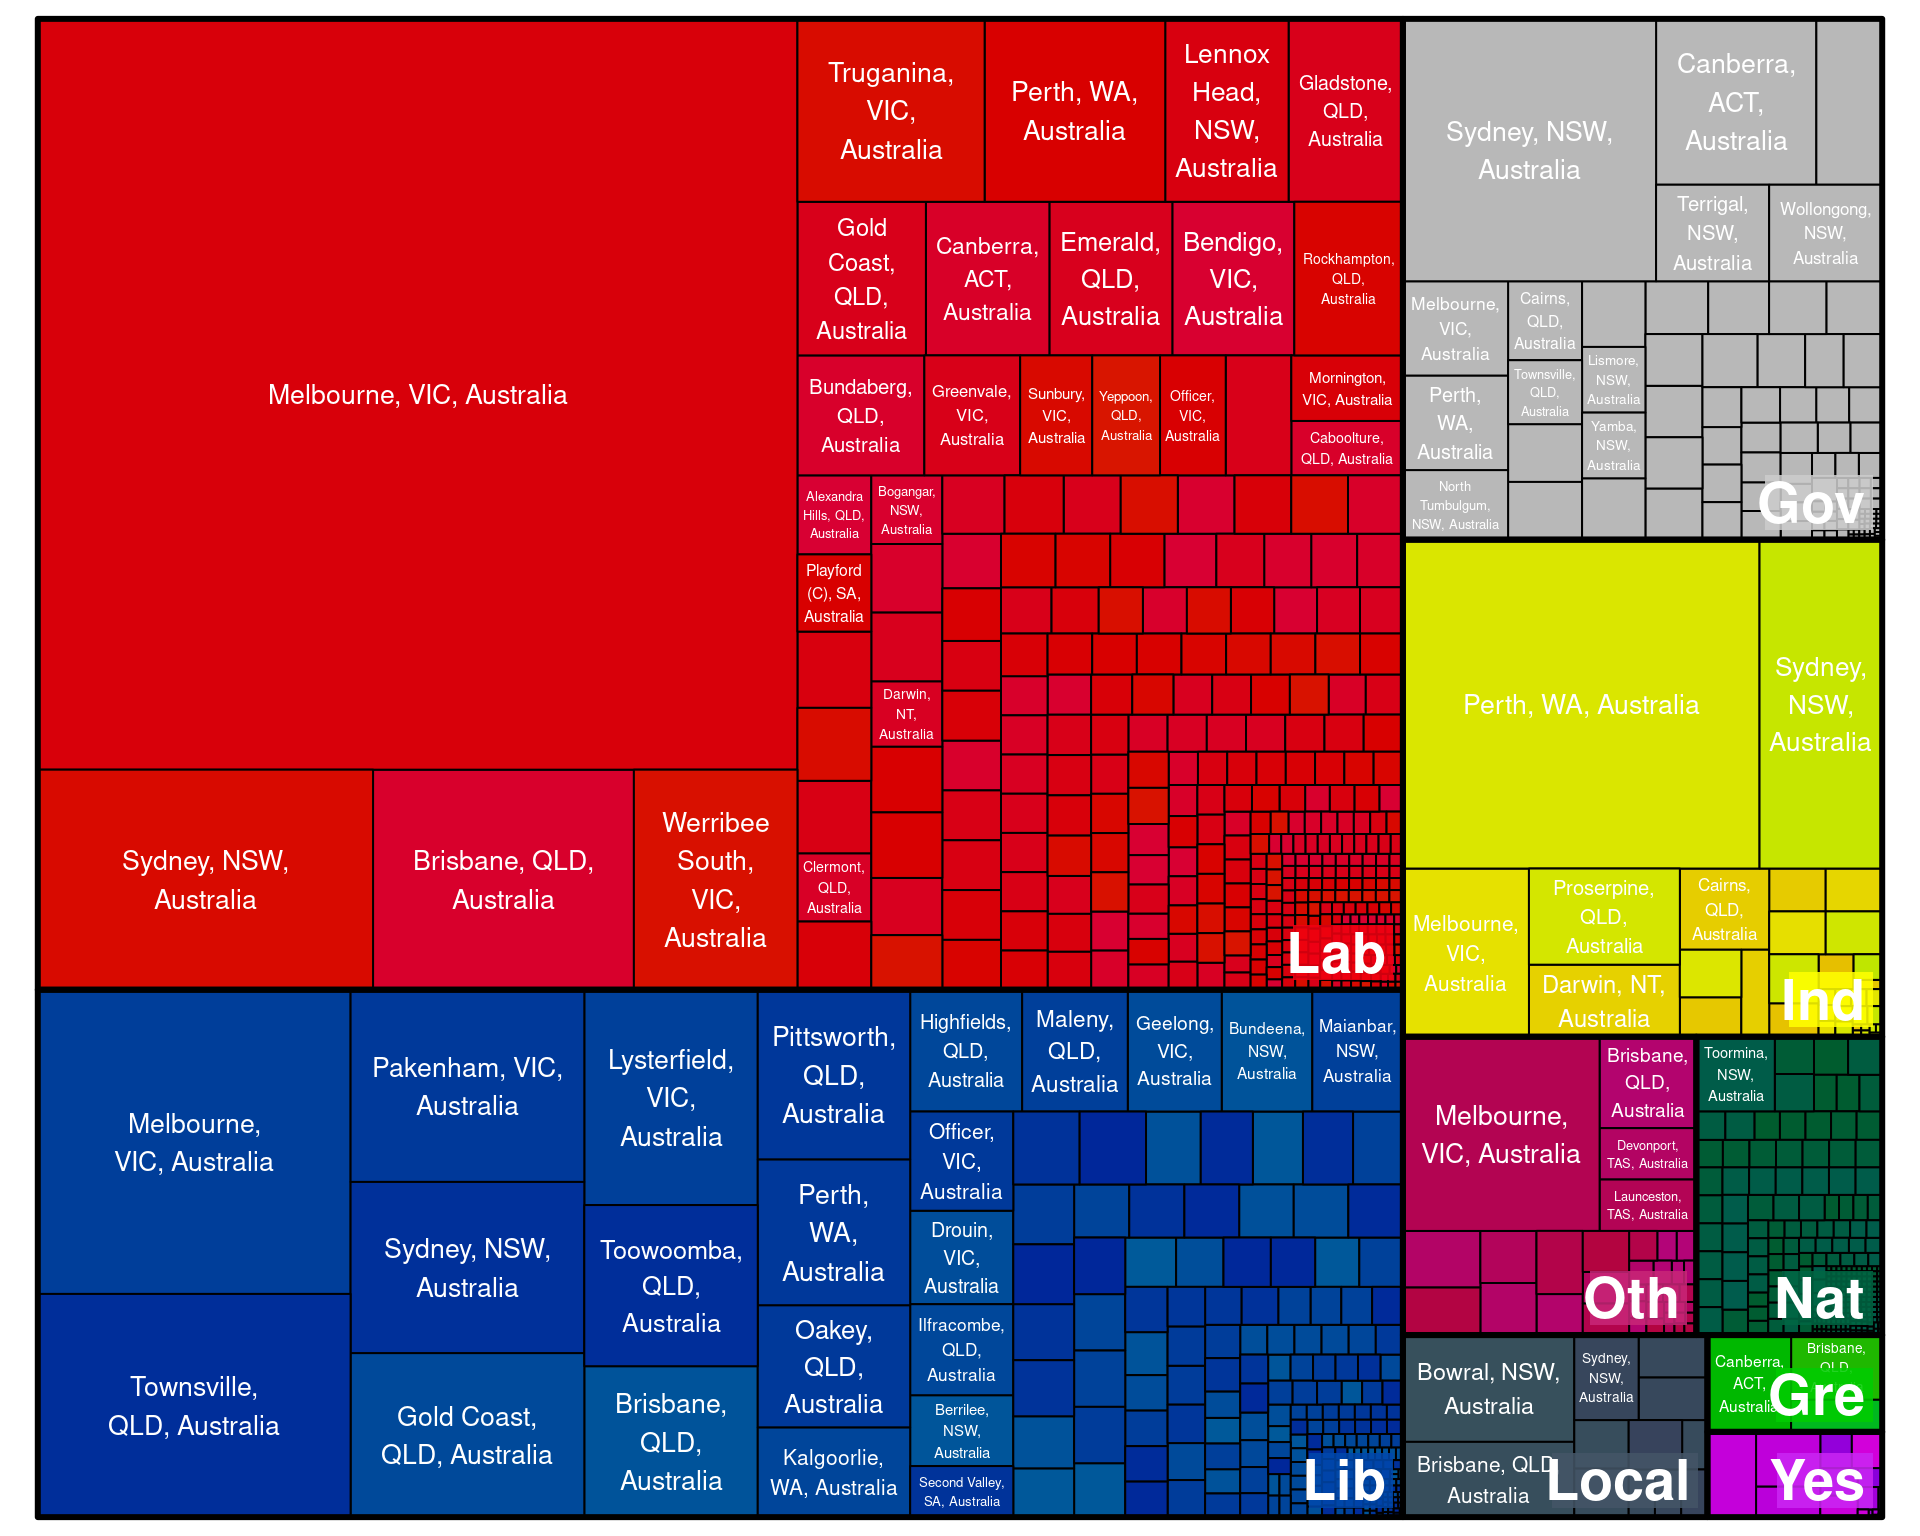 Melbourne, VIC, Australia
Sydney, NSW,
Australia
Brisbane, QLD,
Australia
Werribee
South,
VIC,
Australia
Truganina,
VIC,
Australia
Perth, WA,
Australia
Lennox
Head,
NSW,
Australia
Gladstone,
QLD,
Australia
Gold
Coast,
QLD,
Australia
Canberra,
ACT,
Australia
Emerald,
QLD,
Australia
Bendigo,
VIC,
Australia
Rockhampton,
QLD,
Australia
Bundaberg,
QLD,
Australia
Greenvale,
VIC,
Australia
Sunbury,
VIC,
Australia
Yeppoon,
QLD,
Australia
Officer,
VIC,
Australia
Mornington,
VIC, Australia
Caboolture,
QLD, Australia
Alexandra
Hills, QLD,
Australia
Bogangar,
NSW,
Australia
Playford
(C), SA,
Australia
Darwin,
NT,
Australia
Clermont,
QLD,
Australia
Lab
Melbourne,
VIC, Australia
Townsville,
QLD, Australia
Pakenham, VIC,
Australia
Sydney, NSW,
Australia
Gold Coast,
QLD, Australia
Lysterfield,
VIC,
Australia
Toowoomba,
QLD,
Australia
Brisbane,
QLD,
Australia
Pittsworth,
QLD,
Australia
Perth,
WA,
Australia
Oakey,
QLD,
Australia
Kalgoorlie,
WA, Australia
Highfields,
QLD,
Australia
Maleny,
QLD,
Australia
Geelong,
VIC,
Australia
Bundeena,
NSW,
Australia
Maianbar,
NSW,
Australia
Officer,
VIC,
Australia
Drouin,
VIC,
Australia
Ilfracombe,
QLD,
Australia
Berrilee,
NSW,
Australia
Second Valley,
SA, Australia
Lib
Sydney, NSW,
Australia
Canberra,
ACT,
Australia
Terrigal,
NSW,
Australia
Wollongong,
NSW,
Australia
Melbourne,
VIC,
Australia
Perth,
WA,
Australia
North
Tumbulgum,
NSW, Australia
Cairns,
QLD,
Australia
Townsville,
QLD,
Australia
Lismore,
NSW,
Australia
Yamba,
NSW,
Australia
Gov
Perth, WA, Australia
Sydney,
NSW,
Australia
Melbourne,
VIC,
Australia
Proserpine,
QLD,
Australia
Darwin, NT,
Australia
Cairns,
QLD,
Australia
Ind
Melbourne,
VIC, Australia
Brisbane,
QLD,
Australia
Devonport,
TAS, Australia
Launceston,
TAS, Australia
Oth
Toormina,
NSW,
Australia
Nat
Bowral, NSW,
Australia
Brisbane, QLD,
Australia
Sydney,
NSW,
Australia
Local
Canberra,
ACT,
Australia
Brisbane,
QLD,
Gre
Yes